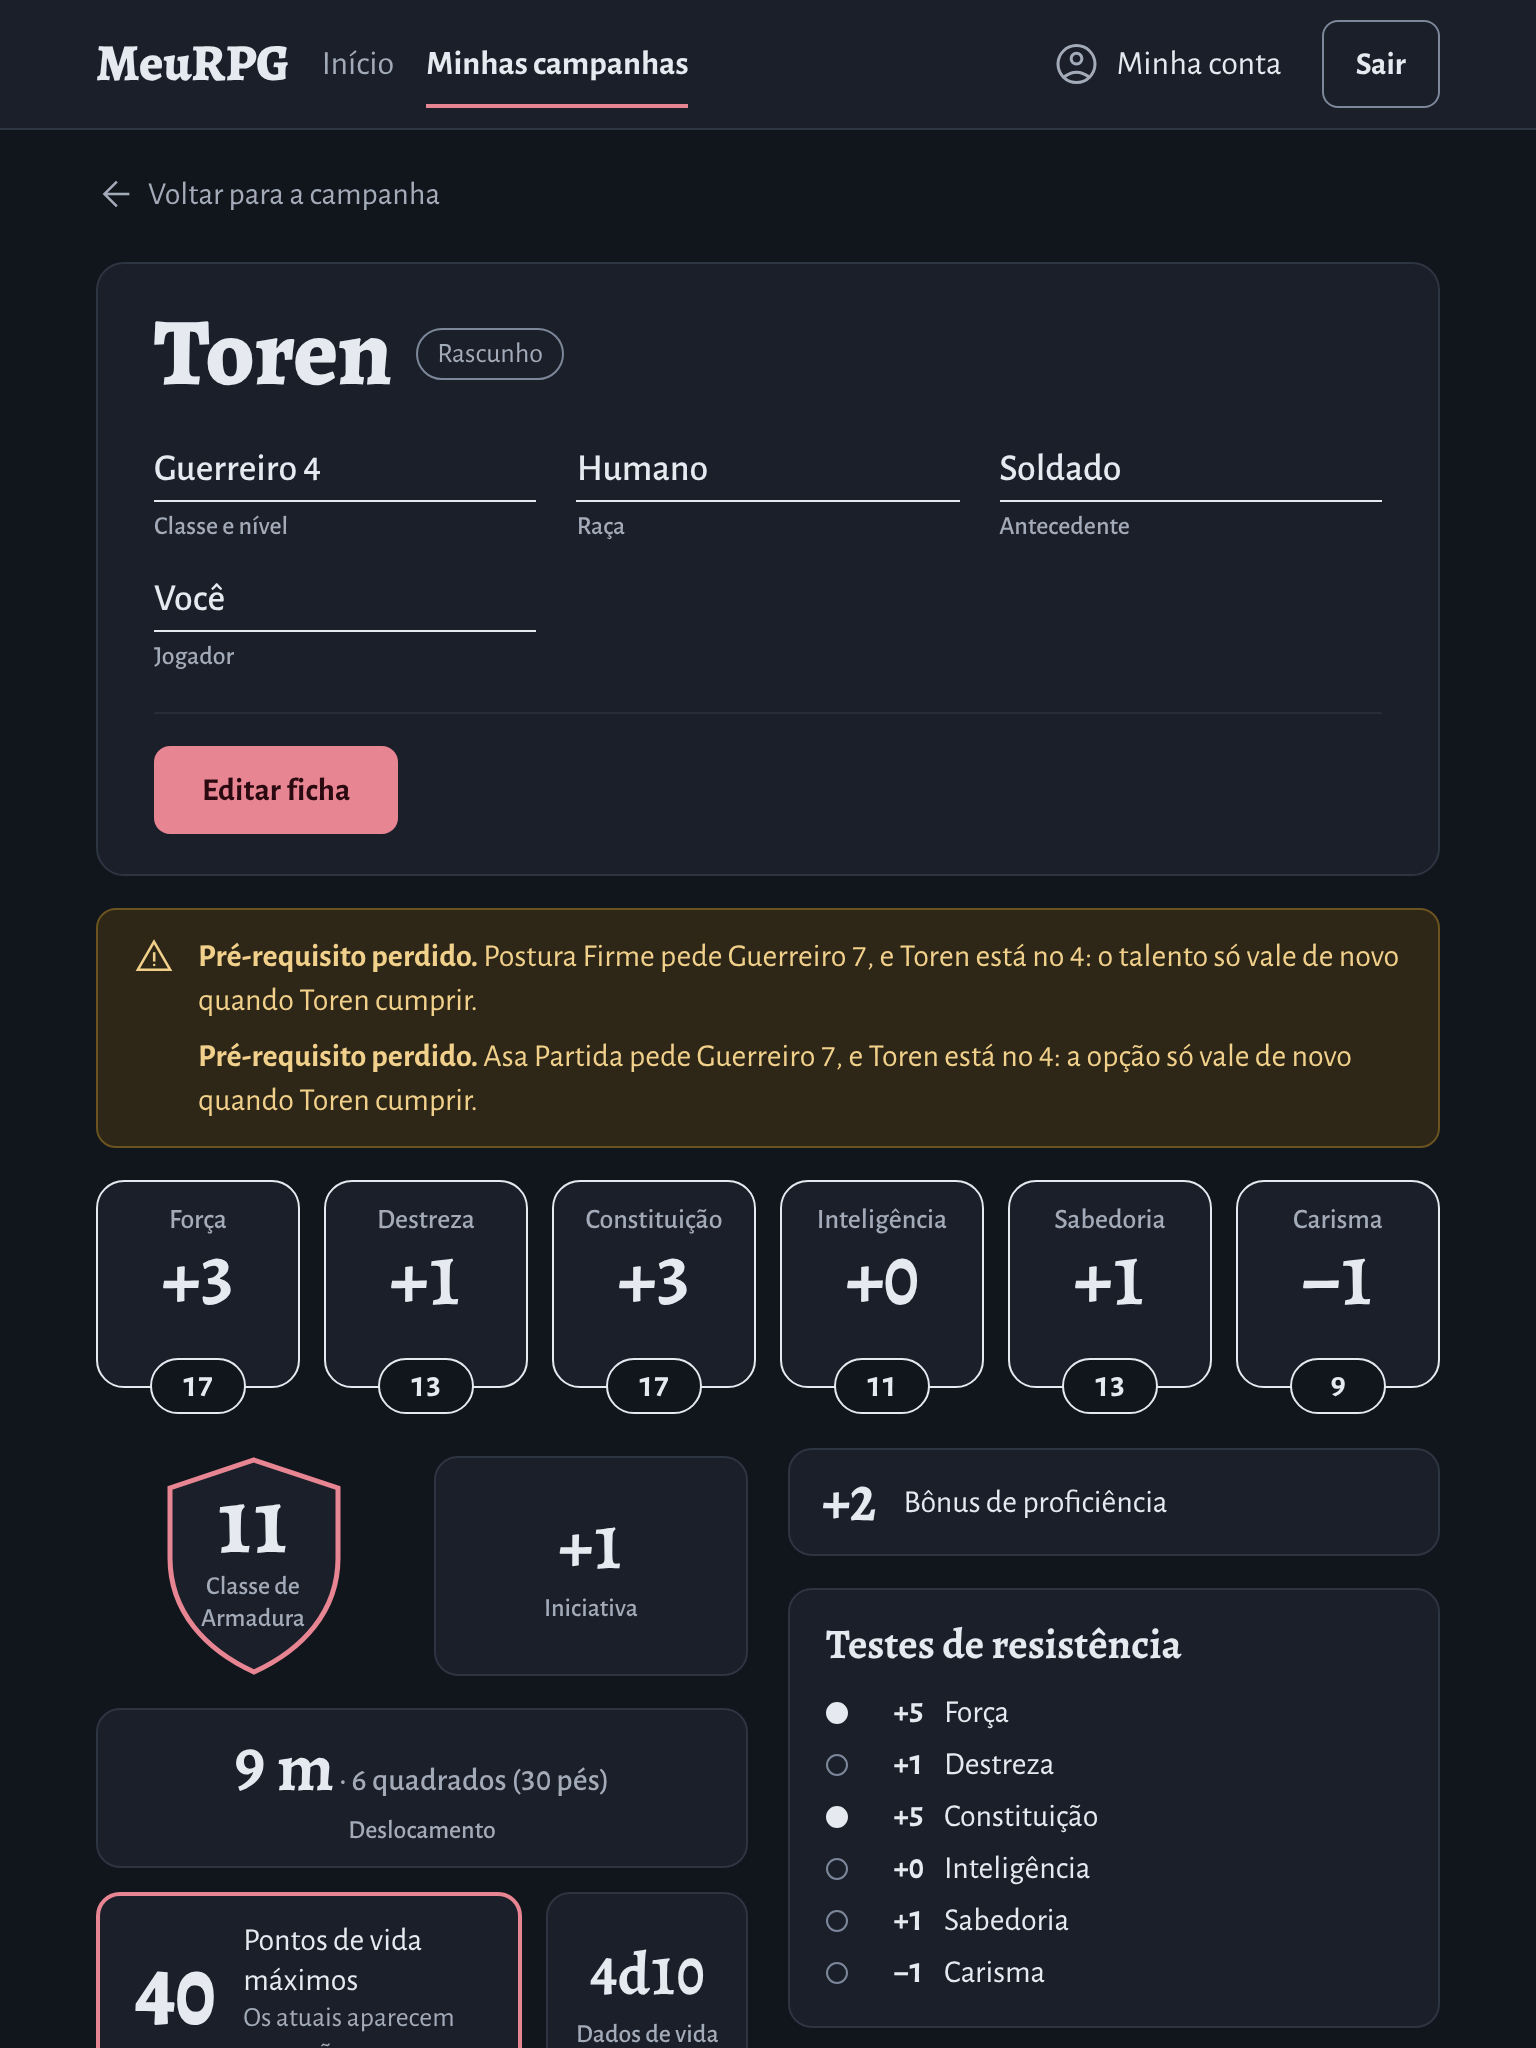 MeuRPG Início Minhas campanhas Minha conta Sair
Voltar para a campanha
Toren Rascunho
Guerreiro 4 Humano Soldado
Classe e nível Raça Antecedente
Você
Jogador
Editar ficha
Pré-requisito perdido. Postura Firme pede Guerreiro 7, e Toren está no 4: o talento só vale de novo
quando Toren cumprir.
Pré-requisito perdido. Asa Partida pede Guerreiro 7, e Toren está no 4: a opção só vale de novo
quando Toren cumprir.
Força Destreza Constituição Inteligência Sabedoria Carisma
+3 +1 +3 +0 +1 −1
17 13 17 11 13 9
11
Classe de
Armadura
+1
Iniciativa
9 m · 6 quadrados (30 pés)
Deslocamento
40
Pontos de vida
máximos
Os atuais aparecem
4d10
Dados de vida
+2 Bônus de proficiência
Testes de resistência
+5 Força
+1 Destreza
+5 Constituição
+0 Inteligência
+1 Sabedoria
−1 Carisma